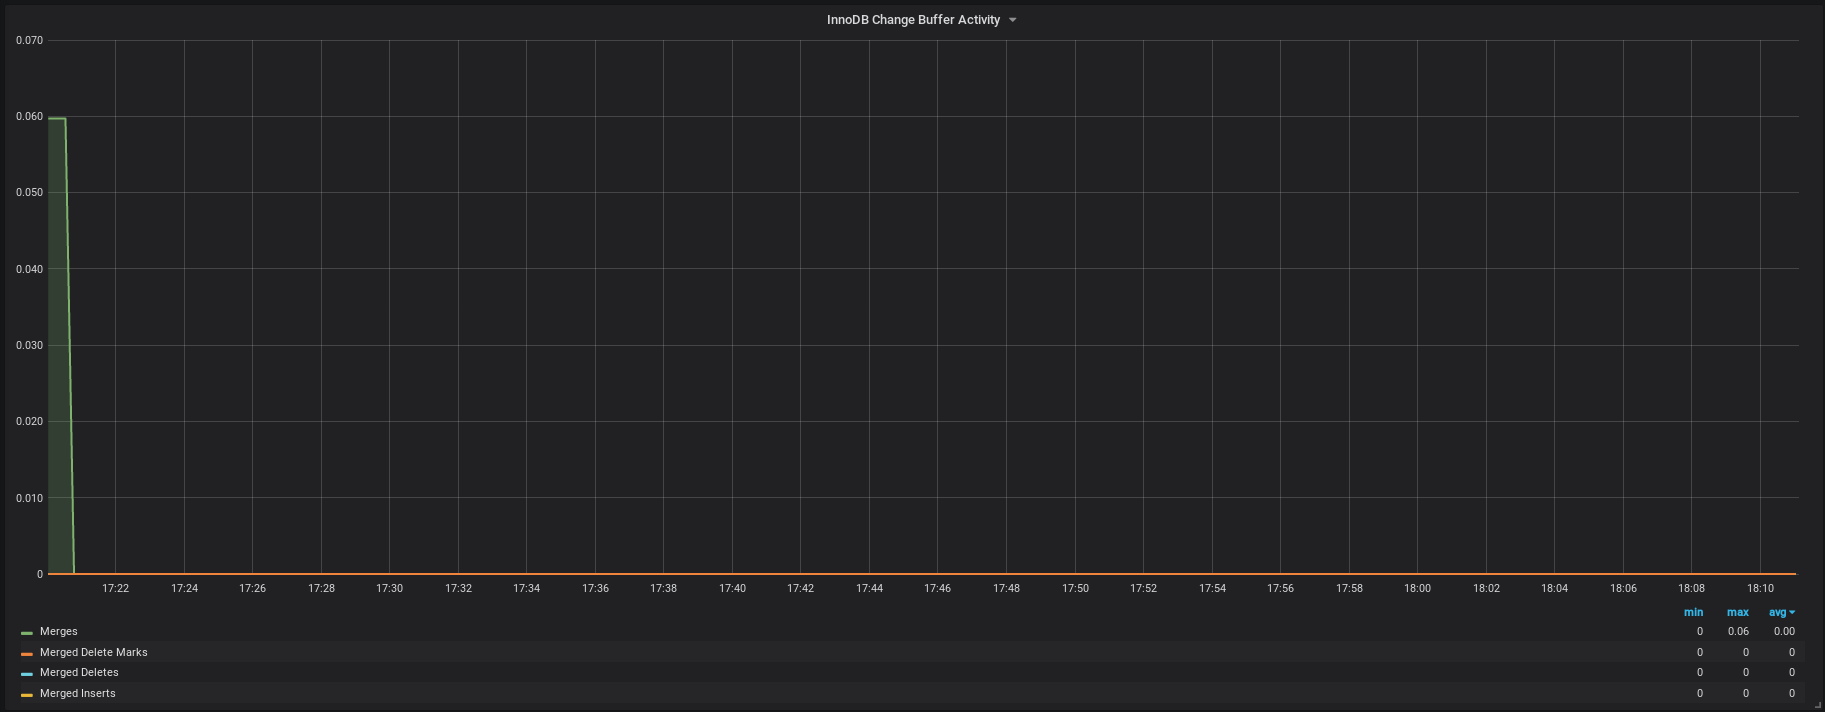 InnoDB Change Buffer Activity
0.070
0.060
0.050
0.040
0.030
0.020
0.010
0
17:22 17:24 17:26 17:28 17:30 17:32 17:34 17:36 17:38 17:40 17:42 17:44 17:46 17:48 17:50 17:52 17:54 17:56 17:58 18:00 18:02 18:04 18:06 18:08 18:10
min max avg
Merges 0 0.06 0.00
Merged Delete Marks 0 0 0
Merged Deletes 0 0 0
Merged Inserts 0 0 0